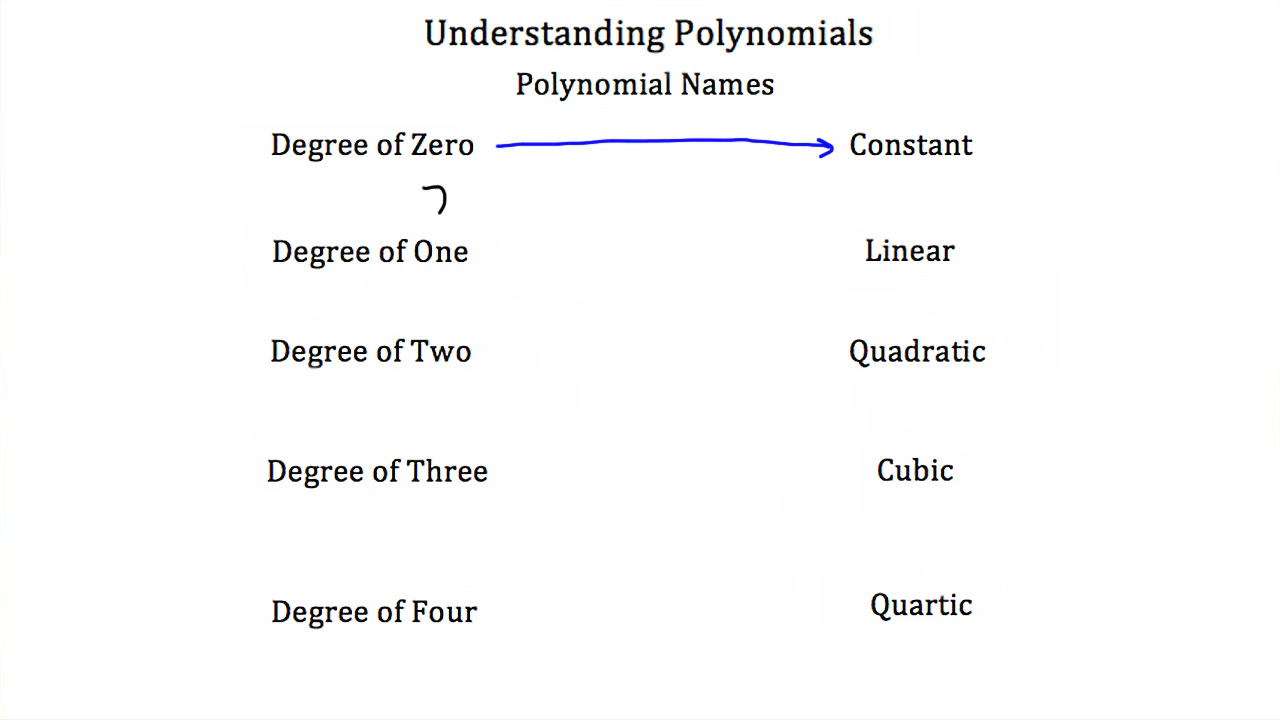 Understanding Polynomials
Polynomial Names
Degree of Zero Constant
Degree of One Linear
Degree of Two Quadratic
Degree of Three Cubic
Degree of Four Quartic